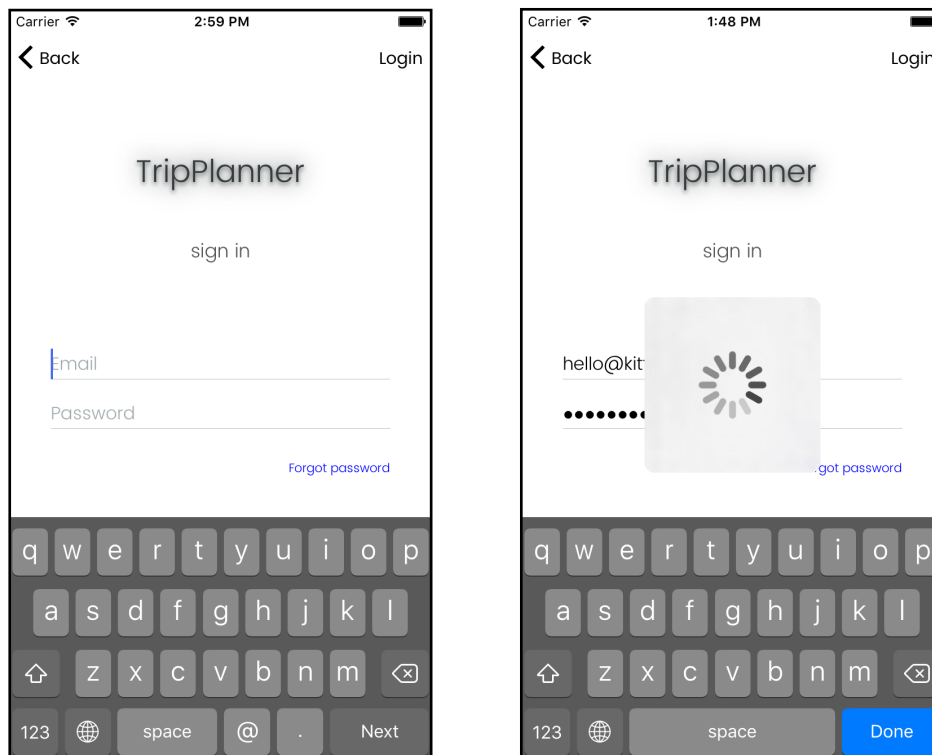 Carrier 2:59 PM
Back Login
TripPlanner
sign in
Email
Password
Forgot password
q w e r t y u i o p
a s d f g h j k l
z x c v b n m
123 space @ . Next
Carrier 1:48 PM
Back Login
TripPlanner
sign in
hello@kit
got password
q w e r t y u i o p
a s d f g h j k l
z x c v b n m
123 space Done